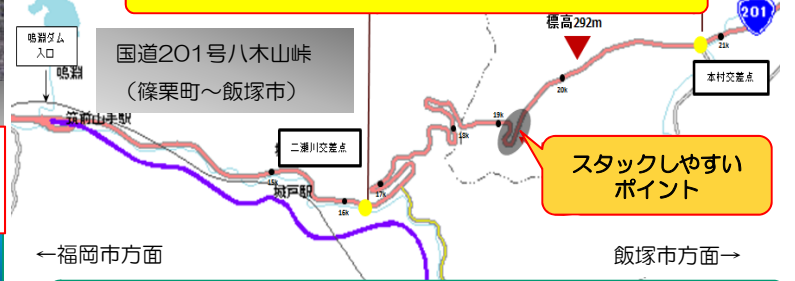 標高292m
201
鳴淵ダム
入口
鳴淵
国道201号八木山峠
（篠栗町～飯塚市）
21k
本村交差点
20k
筑前山手駅
19k
18k
二瀬川交差点
スタックしやすい
ポイント
15k
城戸駅
17k
16k
←福岡市方面
飯塚市方面→